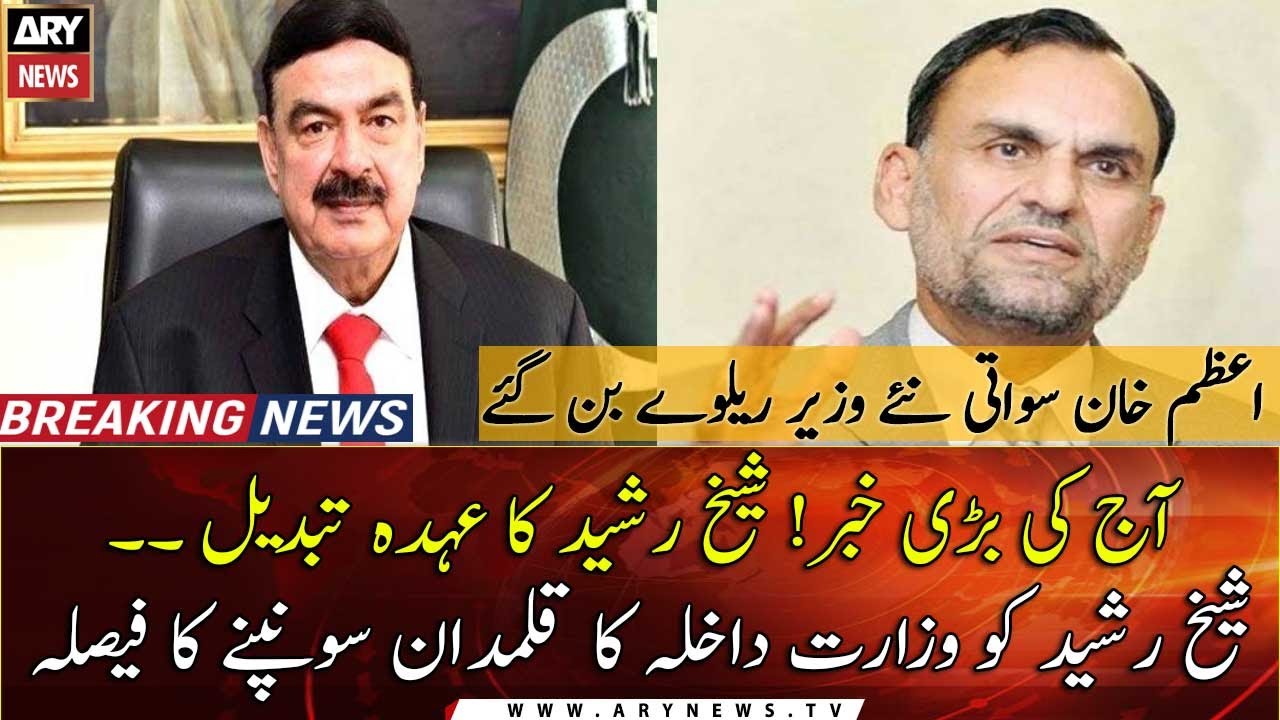 ARY
NEWS
اعظم خان سواتی نئے وزیر ریلوے بن گئے
BREAKING NEWS
آج کی بڑی خبر! شیخ رشید کا عہدہ تبدیل ۔۔
شیخ رشید کو وزارت داخلہ کا قلمدان سونپنے کا فیصلہ
WWW.ARYNEWS.TV